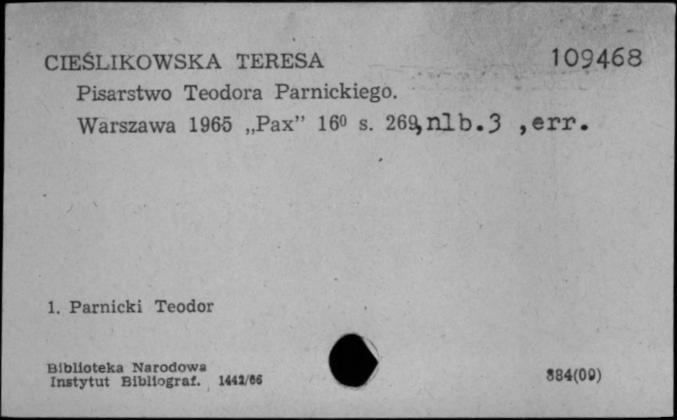 CIEŚLIKOWSKA TERESA 109468
Pisarstwo Teodora Parnickiego.
Warszawa 1965 „Pax” 16⁰ s. 269,nlb.3 ,err.
1. Parnicki Teodor
Biblioteka Narodowa
Instytut Bibliograf. 1442/66
884(09)